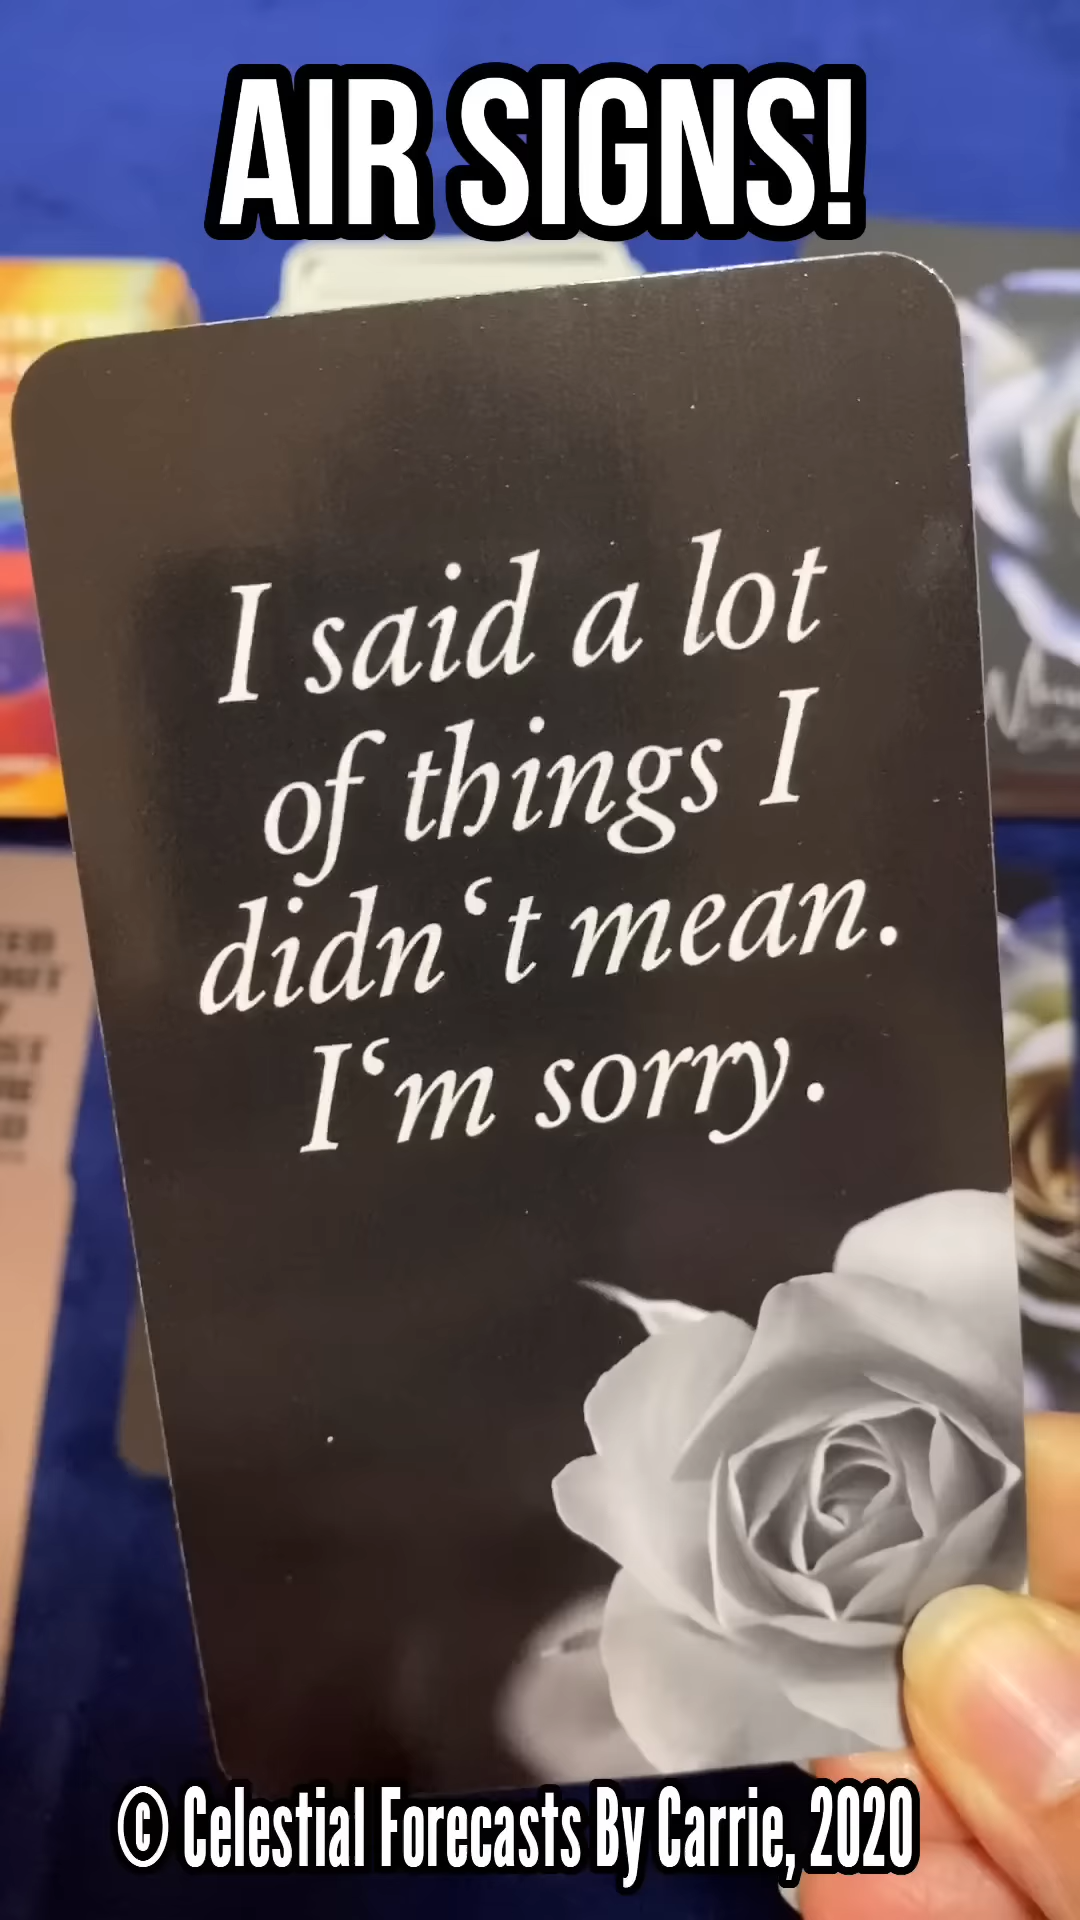 AIR SIGNS!
I said a lot
of things I
didn‘t mean.
I‘m sorry.
© Celestial Forecasts By Carrie, 2020